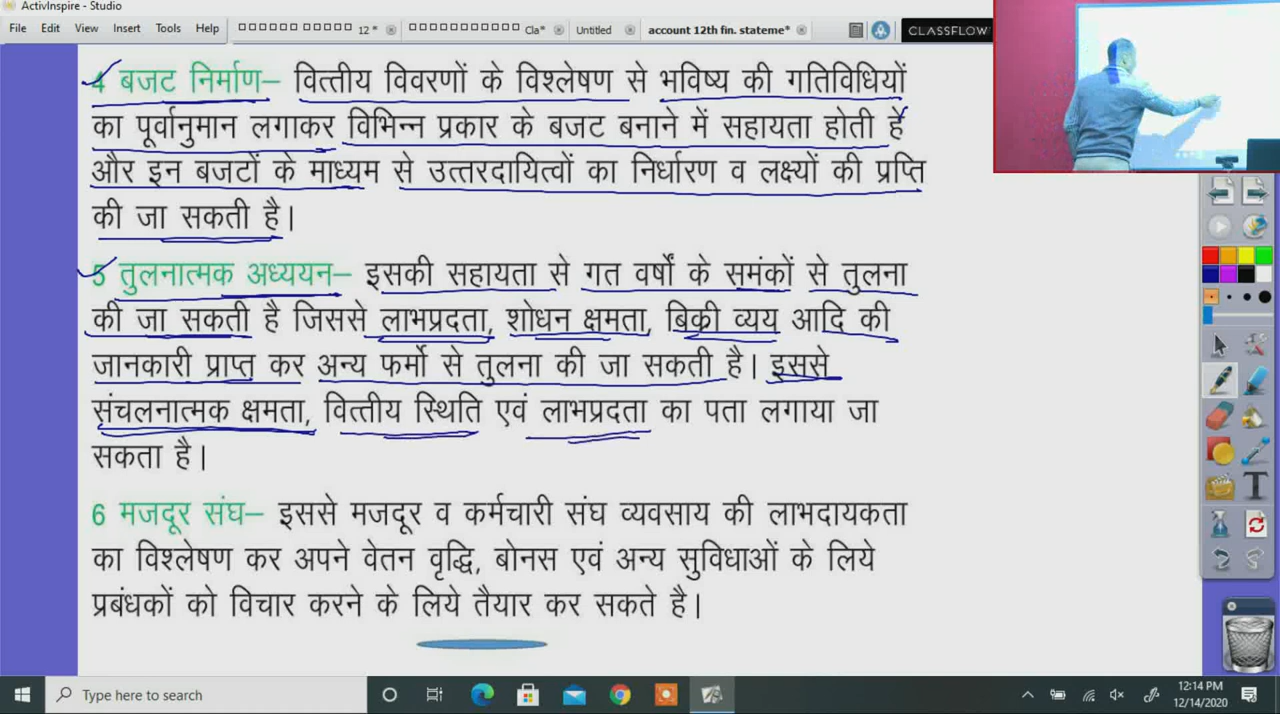 ActivInspire - Studio
File Edit View Insert Tools Help
12 *
Cla*
Untitled
account 12th fin. stateme*
CLASSFLOW
4 बजट निर्माण– वित्तीय विवरणों के विश्लेषण से भविष्य की गतिविधियों
का पूर्वानुमान लगाकर विभिन्न प्रकार के बजट बनाने में सहायता होती है
और इन बजटों के माध्यम से उत्तरदायित्वों का निर्धारण व लक्ष्यों की प्रप्ति
की जा सकती है।
5 तुलनात्मक अध्ययन– इसकी सहायता से गत वर्षों के समंकों से तुलना
की जा सकती है जिससे लाभप्रदता, शोधन क्षमता, बिक्री व्यय आदि की
जानकारी प्राप्त कर अन्य फर्मो से तुलना की जा सकती है। इससे
संचलनात्मक क्षमता, वित्तीय स्थिति एवं लाभप्रदता का पता लगाया जा
सकता है।
6 मजदूर संघ– इससे मजदूर व कर्मचारी संघ व्यवसाय की लाभदायकता
का विश्लेषण कर अपने वेतन वृद्धि, बोनस एवं अन्य सुविधाओं के लिये
प्रबंधकों को विचार करने के लिये तैयार कर सकते है।
Type here to search
12:14 PM
12/14/2020